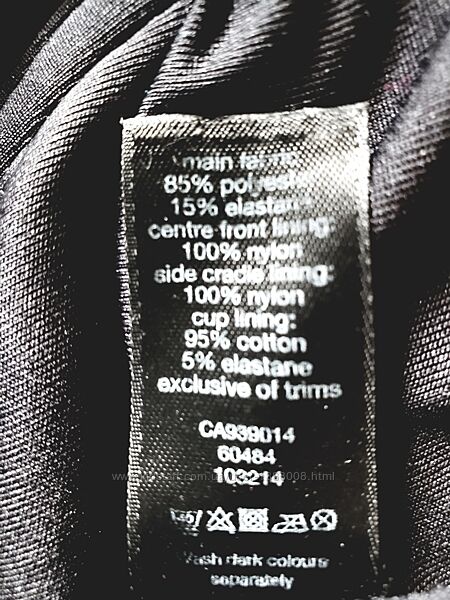 main fabric:
85% polyester
15% elastane
centre front lining:
100% nylon
side cradle lining:
100% nylon
cup lining:
95% cotton
5% elastane
exclusive of trims
CA939014
60484
103214
Wash dark colours
separately